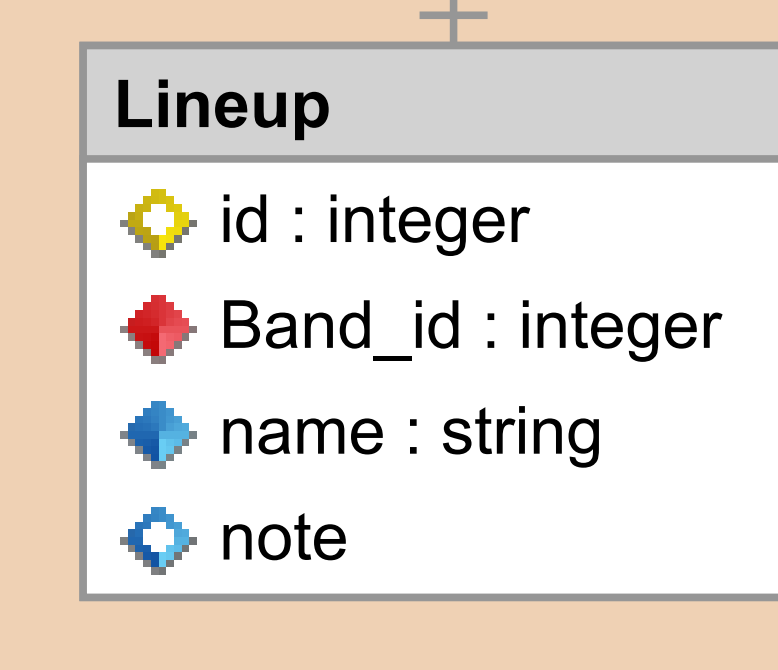 Lineup
id : integer
Band_id : integer
name : string
note